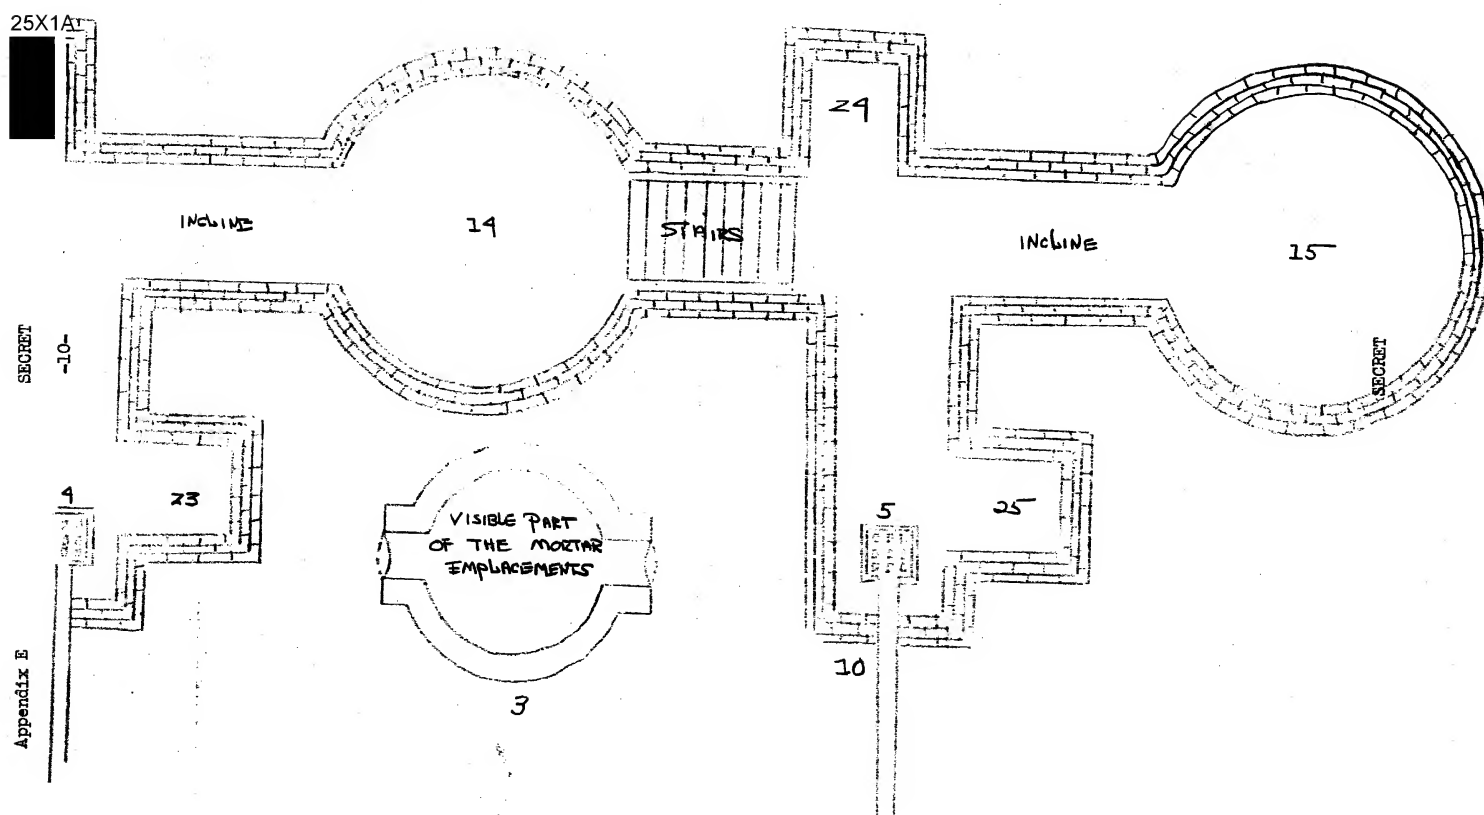 25X1A
24
INCLINE
14
STAIRS
INCLINE
15
SECRET
-10-
SECRET
4
23
VISIBLE PART
OF THE MORTAR
EMPLACEMENTS
5
25
10
3
Appendix E